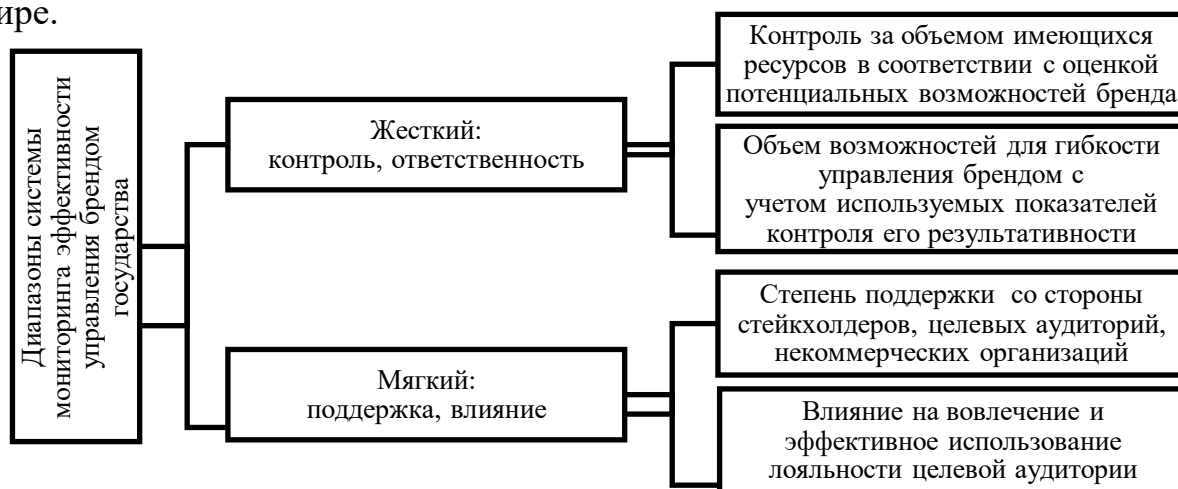 ире.
Диапазоны системы
мониторинга эффективности
управления брендом
государства
Жесткий:
контроль, ответственность
Контроль за объемом имеющихся
ресурсов в соответствии с оценкой
потенциальных возможностей бренда
Объем возможностей для гибкости
управления брендом с
учетом используемых показателей
контроля его результативности
Мягкий:
поддержка, влияние
Степень поддержки со стороны
стейкхолдеров, целевых аудиторий,
некоммерческих организаций
Влияние на вовлечение и
эффективное использование
лояльности целевой аудитории